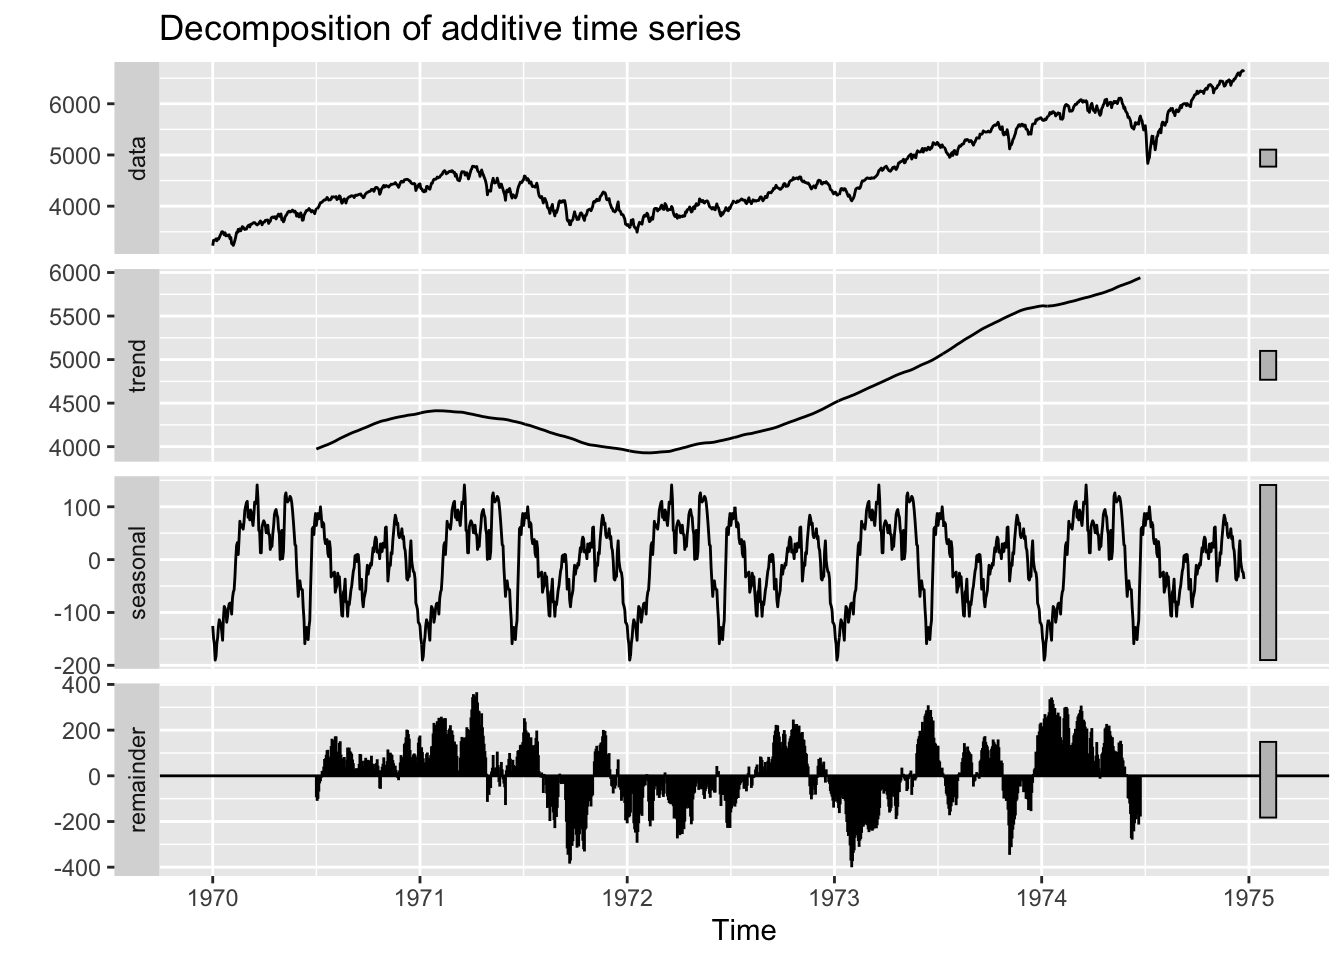 Decomposition of additive time series
data
6000
5000
4000
trend
6000
5500
5000
4500
4000
seasonal
100
0
-100
-200
remainder
400
200
0
-200
-400
1970 1971 1972 1973 1974 1975
Time